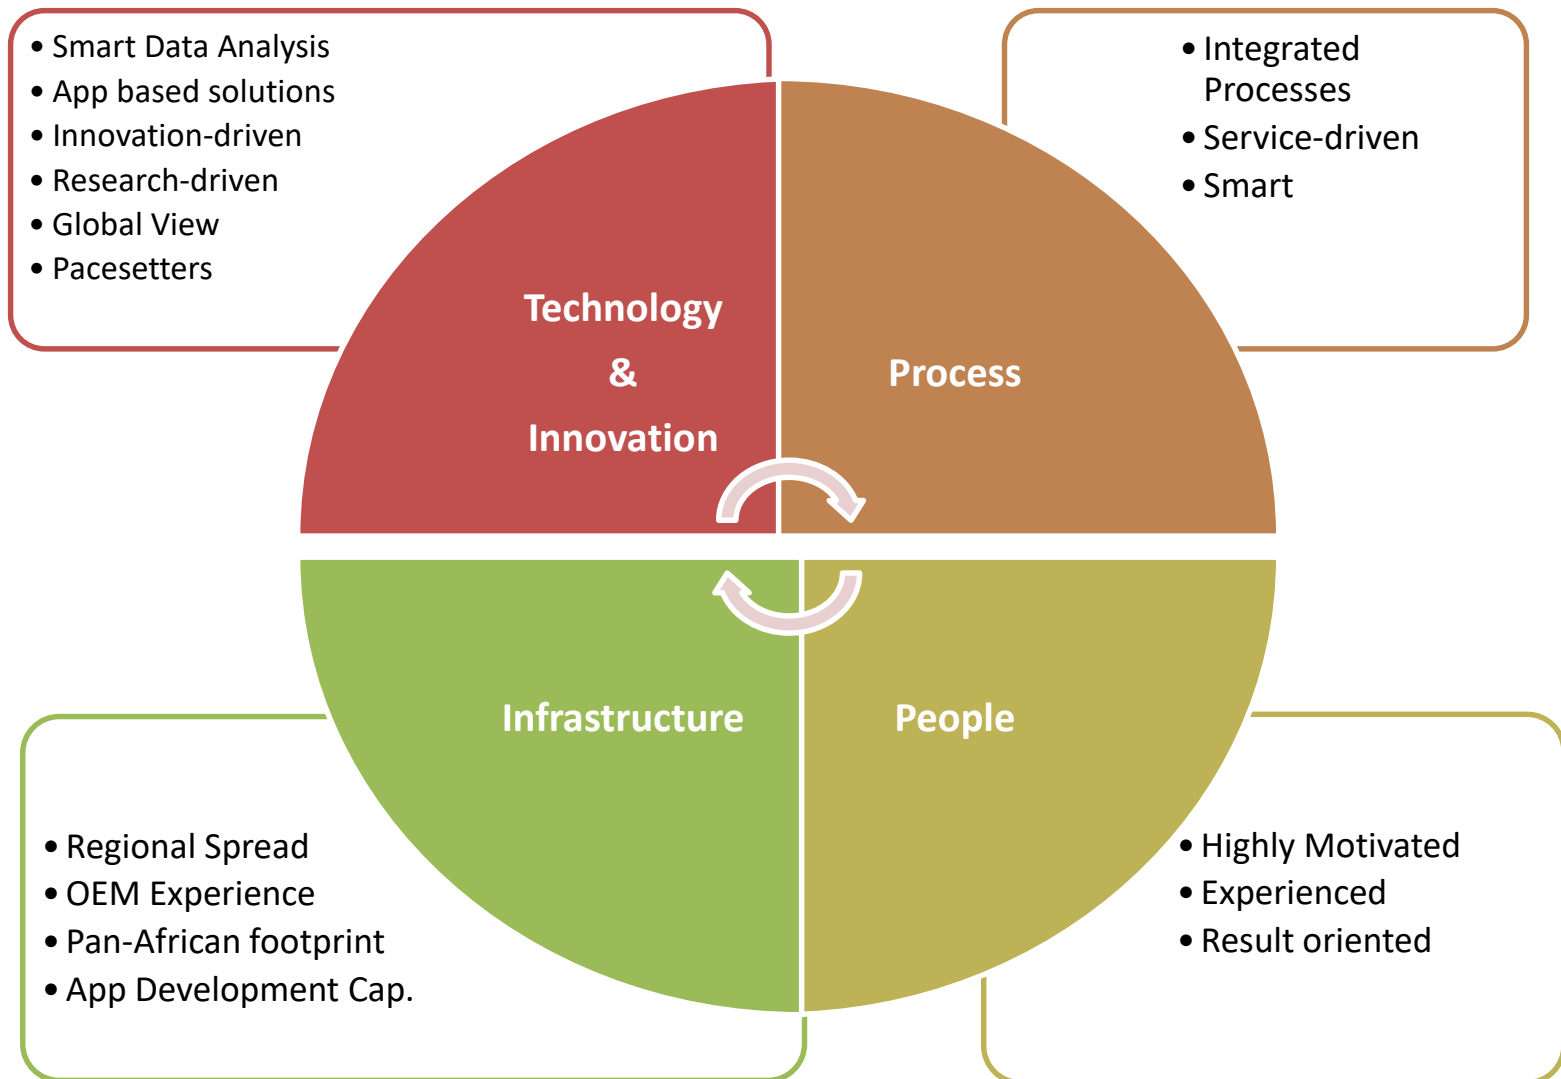 • Smart Data Analysis
• App based solutions
• Innovation-driven
• Research-driven
• Global View
• Pacesetters
• Integrated
Processes
• Service-driven
• Smart
Technology
&
Innovation
Process
Infrastructure
People
• Regional Spread
• OEM Experience
• Pan-African footprint
• App Development Cap.
• Highly Motivated
• Experienced
• Result oriented